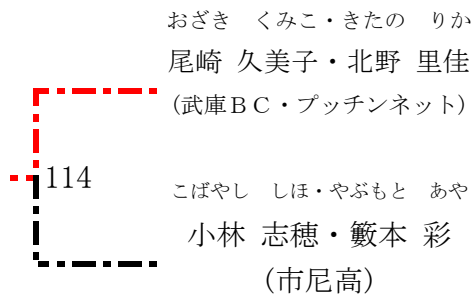 おざき　くみこ・きたの　りか
尾崎 久美子・北野 里佳
(武庫ＢＣ・プッチンネット)
114
こばやし　しほ・やぶもと　あや
小林 志穂・籔本 彩
(市尼高)